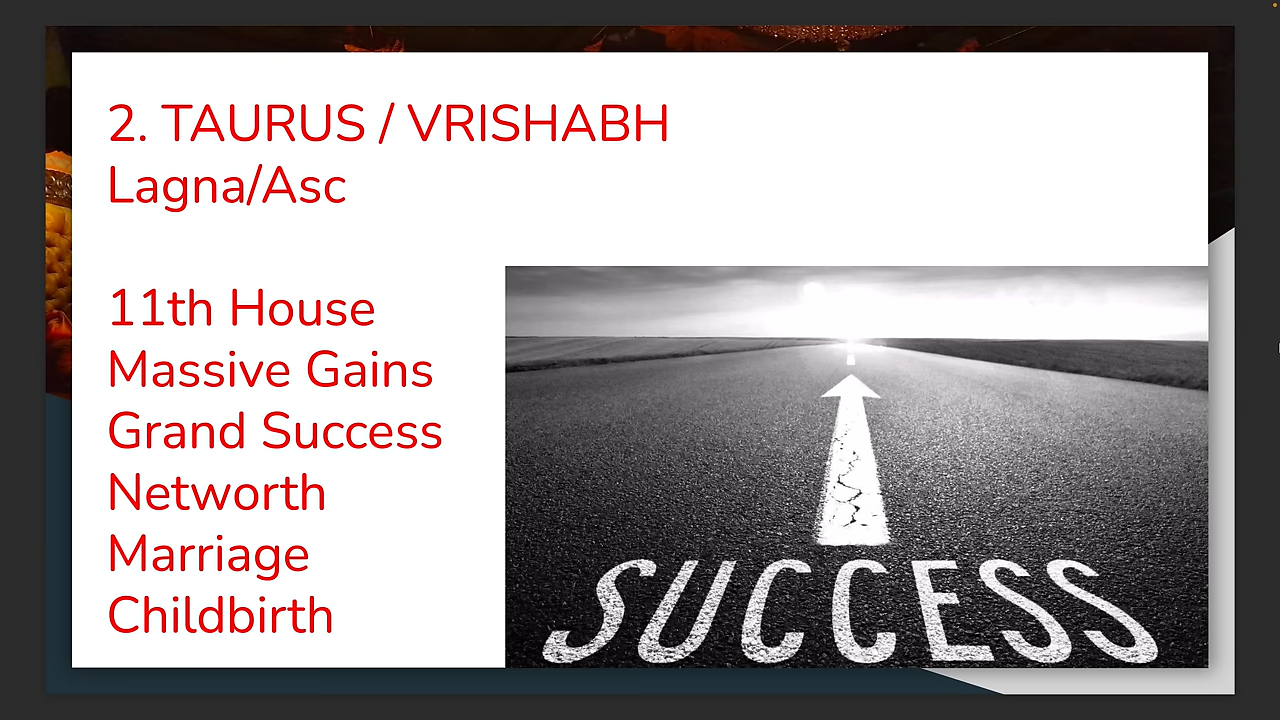 2. TAURUS / VRISHABH
Lagna/Asc
11th House
Massive Gains
Grand Success
Networth
Marriage
Childbirth
SUCCESS